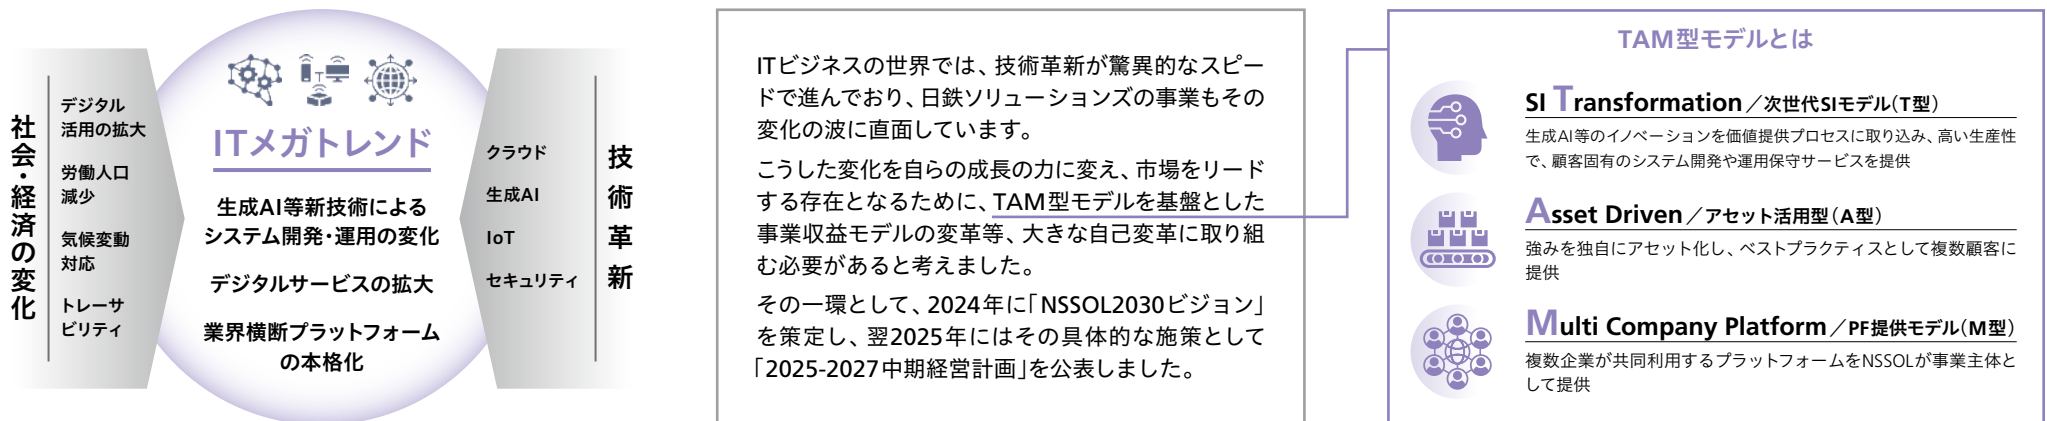 社会・経済の変化
デジタル
活用の拡大
労働人口
減少
気候変動
対応
トレーサ
ビリティ
ITメガトレンド
生成AI等新技術による
システム開発・運用の変化
デジタルサービスの拡大
業界横断プラットフォーム
の本格化
クラウド
生成AI
IoT
セキュリティ
技術革新
ITビジネスの世界では、技術革新が驚異的なスピー
ドで進んでおり、日鉄ソリューションズの事業もその
変化の波に直面しています。
こうした変化を自らの成長の力に変え、市場をリード
する存在となるために、TAM型モデルを基盤とした
事業収益モデルの変革等、大きな自己変革に取り組
む必要があると考えました。
その一環として、2024年に「NSSOL2030ビジョン」
を策定し、翌2025年にはその具体的な施策として
「2025-2027中期経営計画」を公表しました。
TAM型モデルとは
SI Transformation／次世代SIモデル（T型）
生成AI等のイノベーションを価値提供プロセスに取り込み、高い生産性
で、顧客固有のシステム開発や運用保守サービスを提供
Asset Driven／アセット活用型（A型）
強みを独自にアセット化し、ベストプラクティスとして複数顧客に
提供
Multi Company Platform／PF提供モデル（M型）
複数企業が共同利用するプラットフォームをNSSOLが事業主体と
して提供